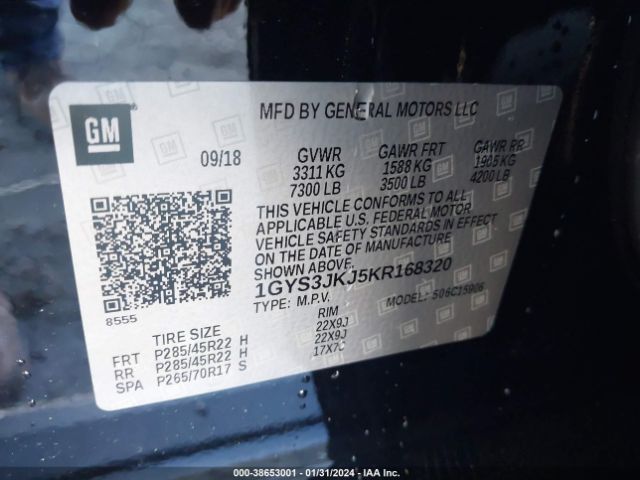 GM
MFD BY GENERAL MOTORS LLC
09/18
GVWR GAWR FRT GAWR RR
3311 KG 1588 KG 1905 KG
7300 LB 3500 LB 4200 LB
THIS VEHICLE CONFORMS TO ALL
APPLICABLE U.S. FEDERAL MOTOR
VEHICLE SAFETY STANDARDS IN EFFECT
ON THE DATE OF MANUFACTURE
SHOWN ABOVE.
1GYS3JKJ5KR168320
TYPE: M.P.V. MODEL: S06C15906
8555
TIRE SIZE RIM
FRT P285/45R22 H 22X9J
RR P285/45R22 H 22X9J
SPA P265/70R17 S 17X7C
000-38653001 - 01/31/2024 - IAA Inc.